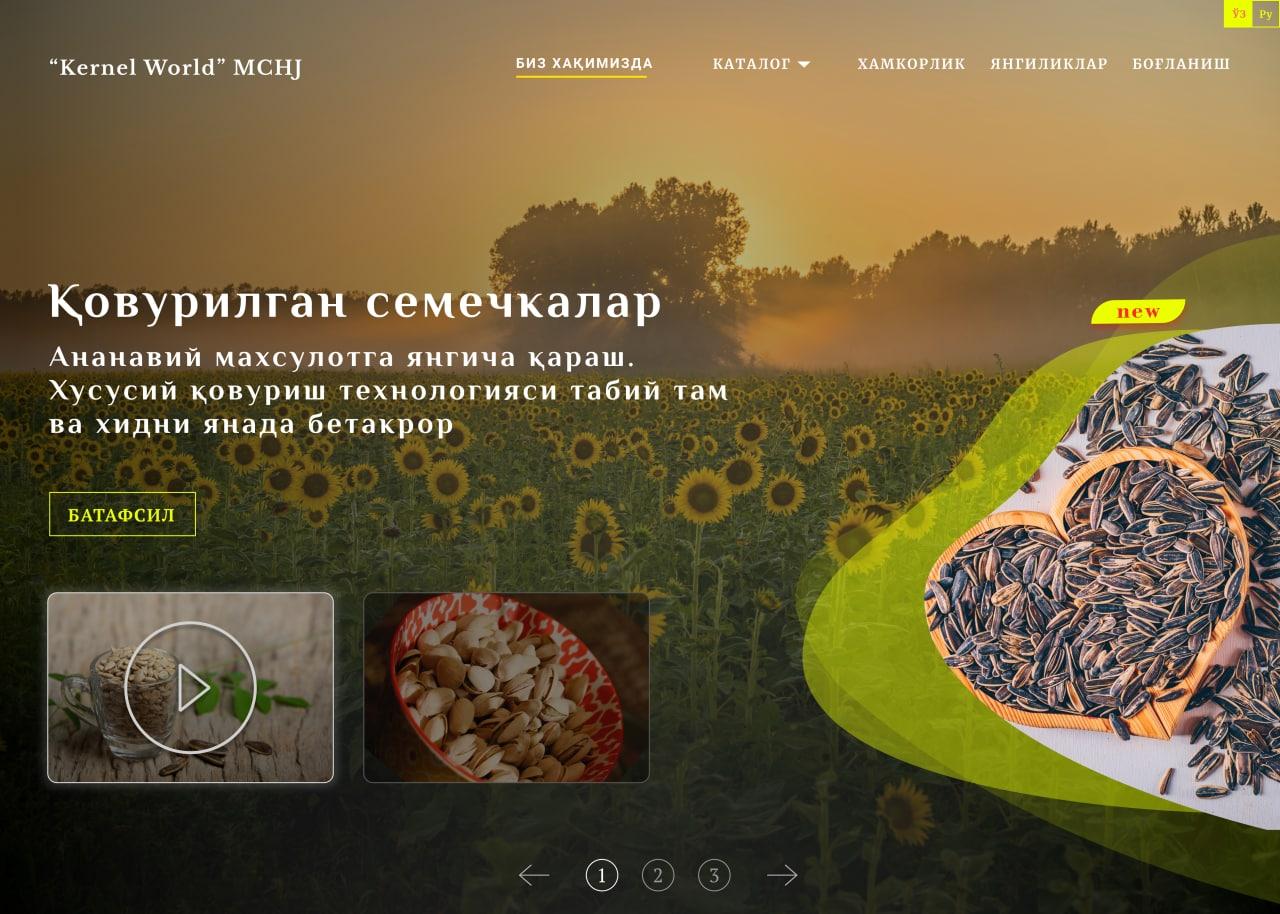 ЎЗ Ру
“Kernel World” MCHJ
БИЗ ХАҚИМИЗДА КАТАЛОГ ХАМКОРЛИК ЯНГИЛИКЛАР БОҒЛАНИШ
Қовурилган семечкалар
new
Ананавий махсулотга янгича қараш.
Хусусий қовуриш технологияси табий там
ва хидни янада бетакрор
БАТАФСИЛ
1 2 3